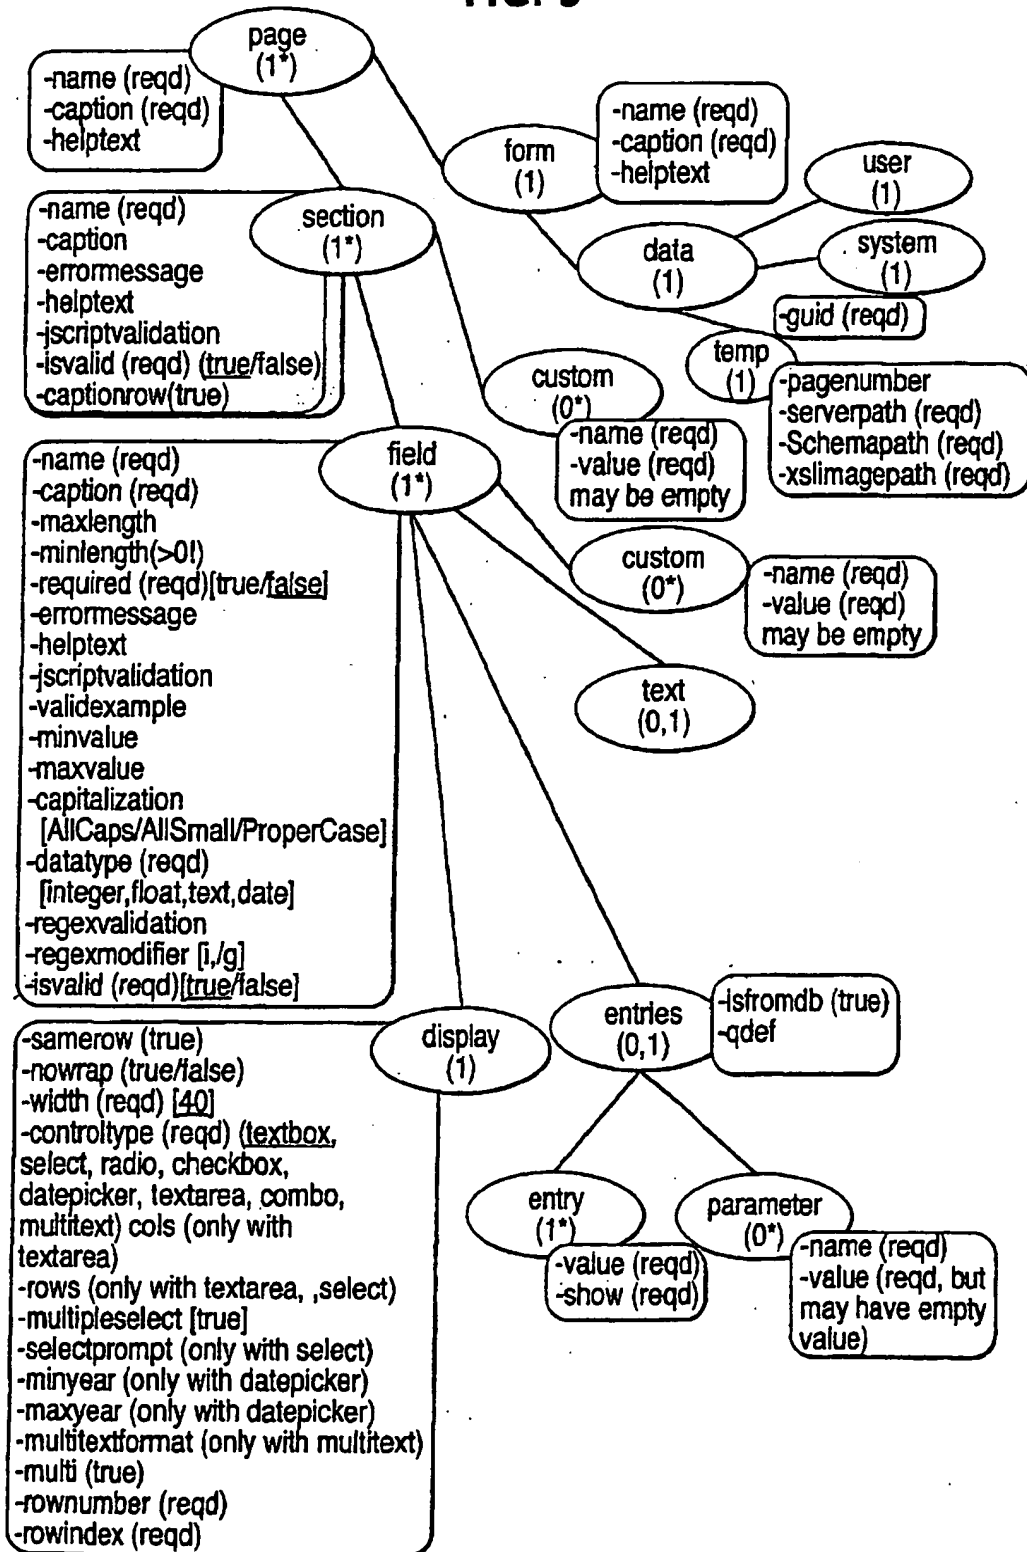 page
(1*)
-name (reqd)
-caption (reqd)
-helptext
form
(1)
-name (reqd)
-caption (reqd)
-helptext
user
(1)
data
(1)
system
(1)
-guid (reqd)
temp
(1)
-pagenumber
-serverpath (reqd)
-Schemapath (reqd)
-xslimagepath (reqd)
section
(1*)
-name (reqd)
-caption
-errormessage
-helptext
-jscriptvalidation
-isvalid (reqd) (true/false)
-captionrow(true)
custom
(0*)
-name (reqd)
-value (reqd)
may be empty
field
(1*)
-name (reqd)
-caption (reqd)
-maxlength
-minlength(>0!)
-required (reqd)[true/false]
-errormessage
-helptext
-jscriptvalidation
-validexample
-minvalue
-maxvalue
-capitalization
[AllCaps/AllSmall/ProperCase]
-datatype (reqd)
[integer,float,text,date]
-regexvalidation
-regexmodifier [i,/g]
-isvalid (reqd)[true/false]
custom
(0*)
-name (reqd)
-value (reqd)
may be empty
text
(0,1)
display
(1)
-samerow (true)
-nowrap (true/false)
-width (reqd) [40]
-controltype (reqd) (textbox,
select, radio, checkbox,
datepicker, textarea, combo,
multitext) cols (only with
textarea)
-rows (only with textarea, ,select)
-multipleselect [true]
-selectprompt (only with select)
-minyear (only with datepicker)
-maxyear (only with datepicker)
-multitextformat (only with multitext)
-multi (true)
-rownumber (reqd)
-rowindex (reqd)
entries
(0,1)
-isfromdb (true)
-qdef
entry
(1*)
-value (reqd)
-show (reqd)
parameter
(0*)
-name (reqd)
-value (reqd, but
may have empty
value)